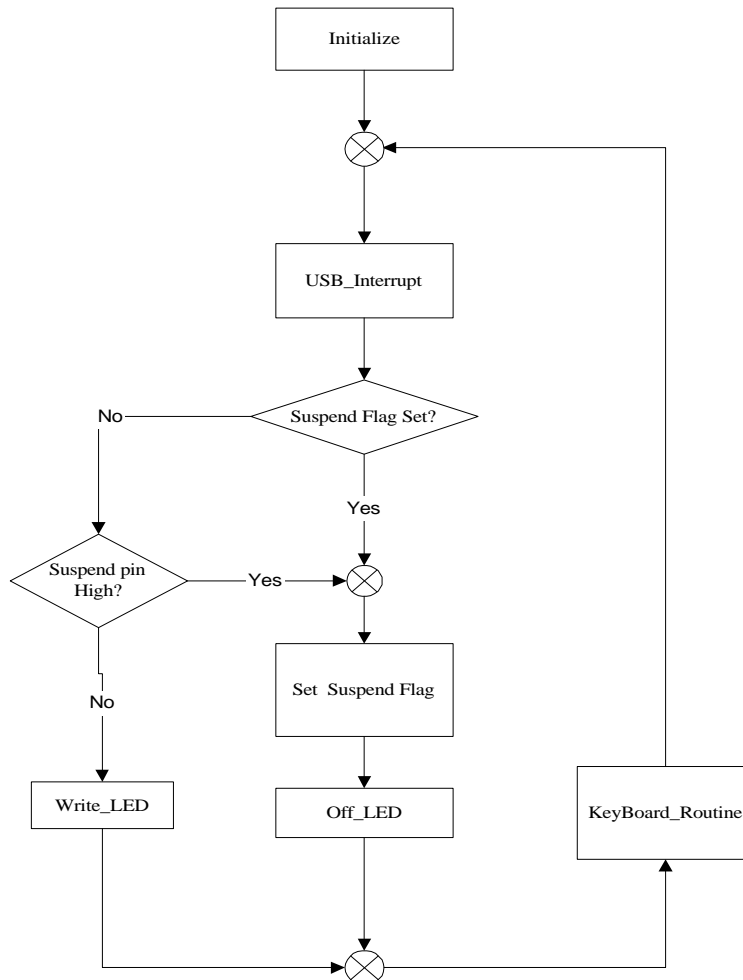 Initialize
USB_Interrupt
Suspend Flag Set?
No
Yes
Suspend pin
High?
Yes
Set Suspend Flag
No
Write_LED
Off_LED
KeyBoard_Routine